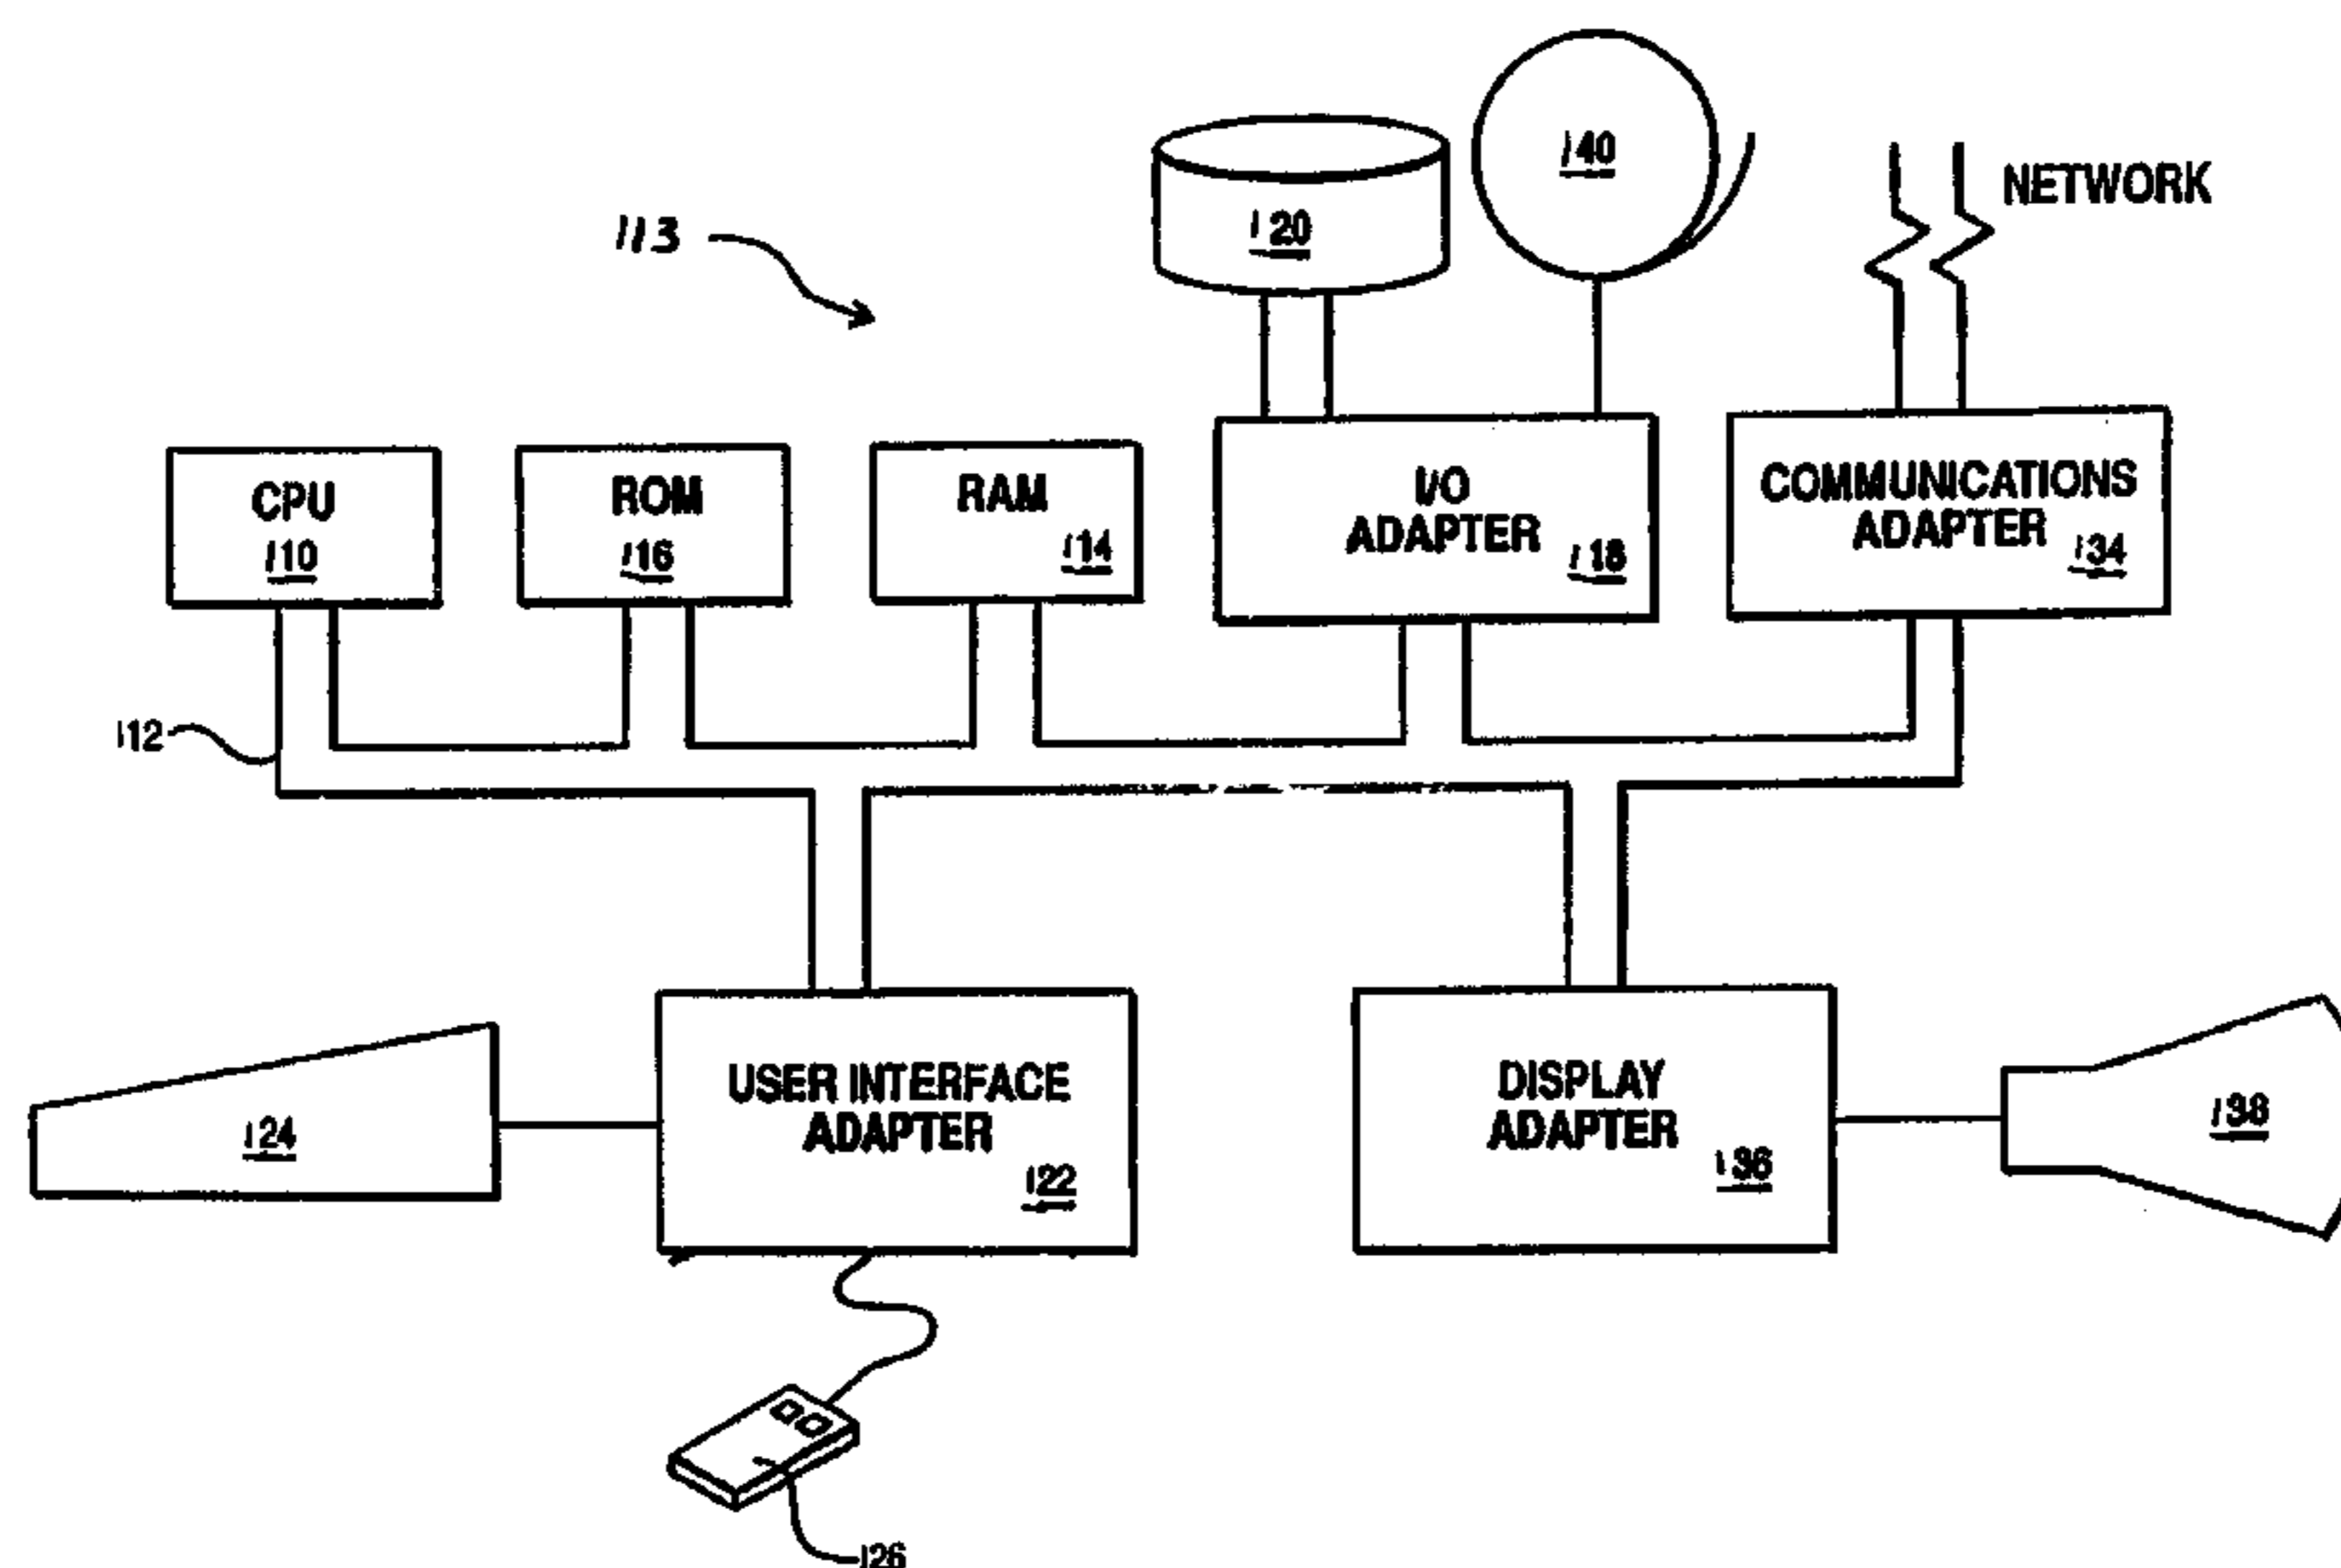 140
120
NETWORK
113
CPU
110
ROM
116
RAM
114
I/O
ADAPTER
118
COMMUNICATIONS
ADAPTER
134
112
USER INTERFACE
ADAPTER
122
124
DISPLAY
ADAPTER
136
138
126